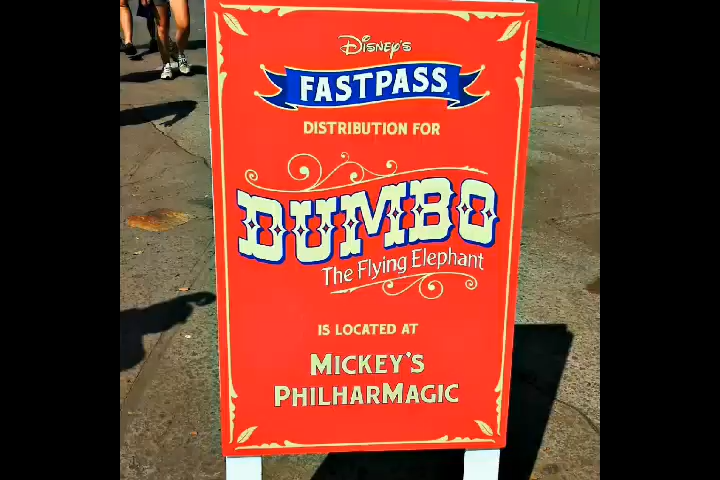 Disney's
FASTPASS
DISTRIBUTION FOR
DUMBO
The Flying Elephant
IS LOCATED AT
MICKEY'S
PHILHARMAGIC